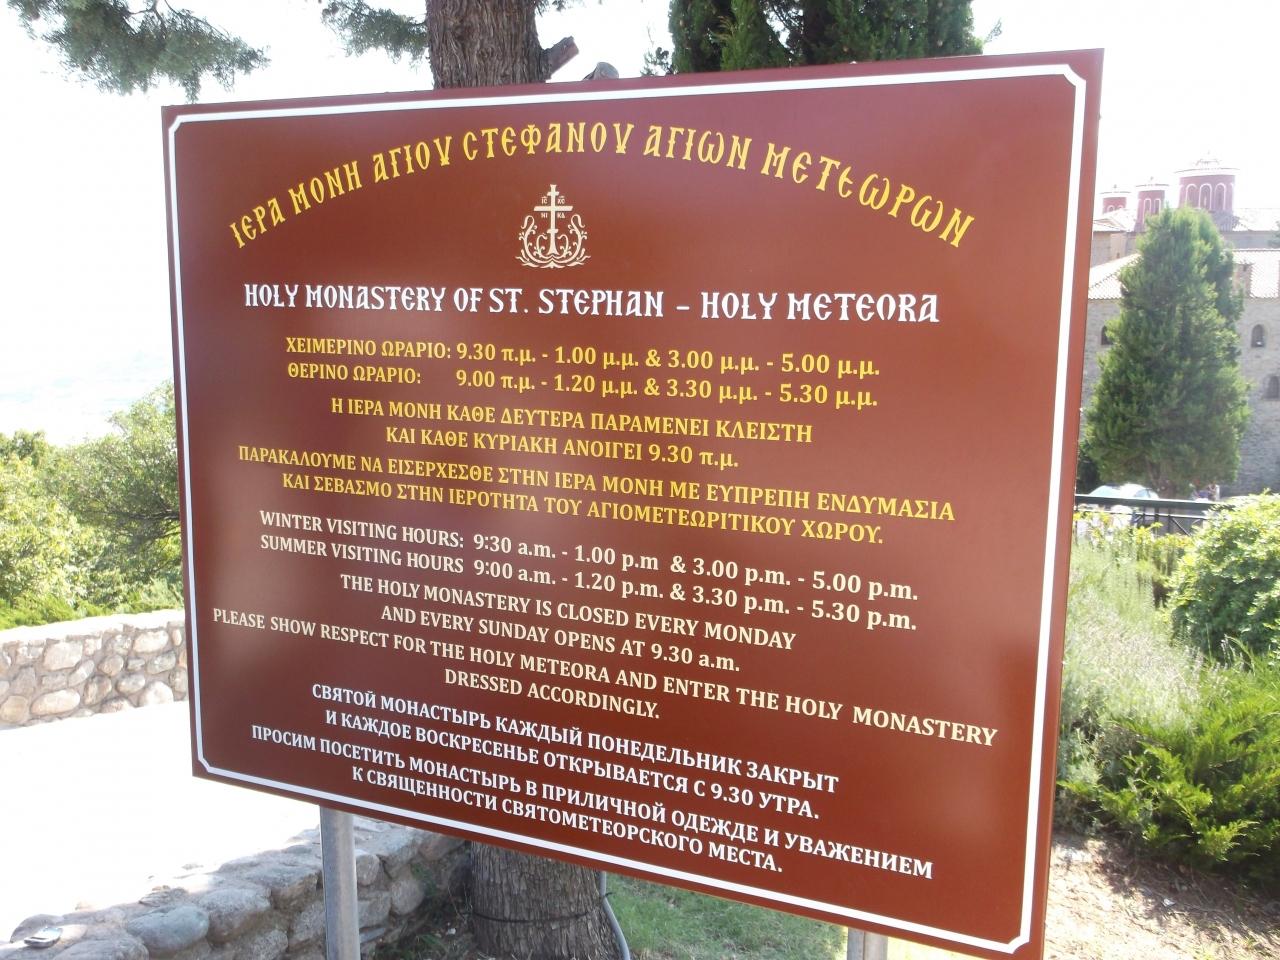 ΙΕΡΑ ΜΟΝΗ ΑΓΙΟΥ ΣΤΕΦΑΝΟΥ ΑΓΙΩΝ ΜΕΤΕΩΡΩΝ
IC XC
NI KA
HOLY MONASTERY OF ST. STEPHAN – HOLY METEORA
ΧΕΙΜΕΡΙΝΟ ΩΡΑΡΙΟ: 9.30 π.μ. - 1.00 μ.μ. & 3.00 μ.μ. - 5.00 μ.μ.
ΘΕΡΙΝΟ ΩΡΑΡΙΟ: 9.00 π.μ. - 1.20 μ.μ. & 3.30 μ.μ. - 5.30 μ.μ.
Η ΙΕΡΑ ΜΟΝΗ ΚΑΘΕ ΔΕΥΤΕΡΑ ΠΑΡΑΜΕΝΕΙ ΚΛΕΙΣΤΗ
ΚΑΙ ΚΑΘΕ ΚΥΡΙΑΚΗ ΑΝΟΙΓΕΙ 9.30 π.μ.
ΠΑΡΑΚΑΛΟΥΜΕ ΝΑ ΕΙΣΕΡΧΕΣΘΕ ΣΤΗΝ ΙΕΡΑ ΜΟΝΗ ΜΕ ΕΥΠΡΕΠΗ ΕΝΔΥΜΑΣΙΑ
ΚΑΙ ΣΕΒΑΣΜΟ ΣΤΗΝ ΙΕΡΟΤΗΤΑ ΤΟΥ ΑΓΙΟΜΕΤΕΩΡΙΤΙΚΟΥ ΧΩΡΟΥ.
WINTER VISITING HOURS: 9:30 a.m. - 1.00 p.m & 3.00 p.m. - 5.00 p.m.
SUMMER VISITING HOURS 9:00 a.m. - 1.20 p.m. & 3.30 p.m. - 5.30 p.m.
THE HOLY MONASTERY IS CLOSED EVERY MONDAY
AND EVERY SUNDAY OPENS AT 9.30 a.m.
PLEASE SHOW RESPECT FOR THE HOLY METEORA AND ENTER THE HOLY MONASTERY
DRESSED ACCORDINGLY.
СВЯТОЙ МОНАСТЫРЬ КАЖДЫЙ ПОНЕДЕЛЬНИК ЗАКРЫТ
И КАЖДОЕ ВОСКРЕСЕНЬЕ ОТКРЫВАЕТСЯ С 9.30 УТРА.
ПРОСИМ ПОСЕТИТЬ МОНАСТЫРЬ В ПРИЛИЧНОЙ ОДЕЖДЕ И УВАЖЕНИЕМ
К СВЯЩЕННОСТИ СВЯТОМЕТЕОРСКОГО МЕСТА.